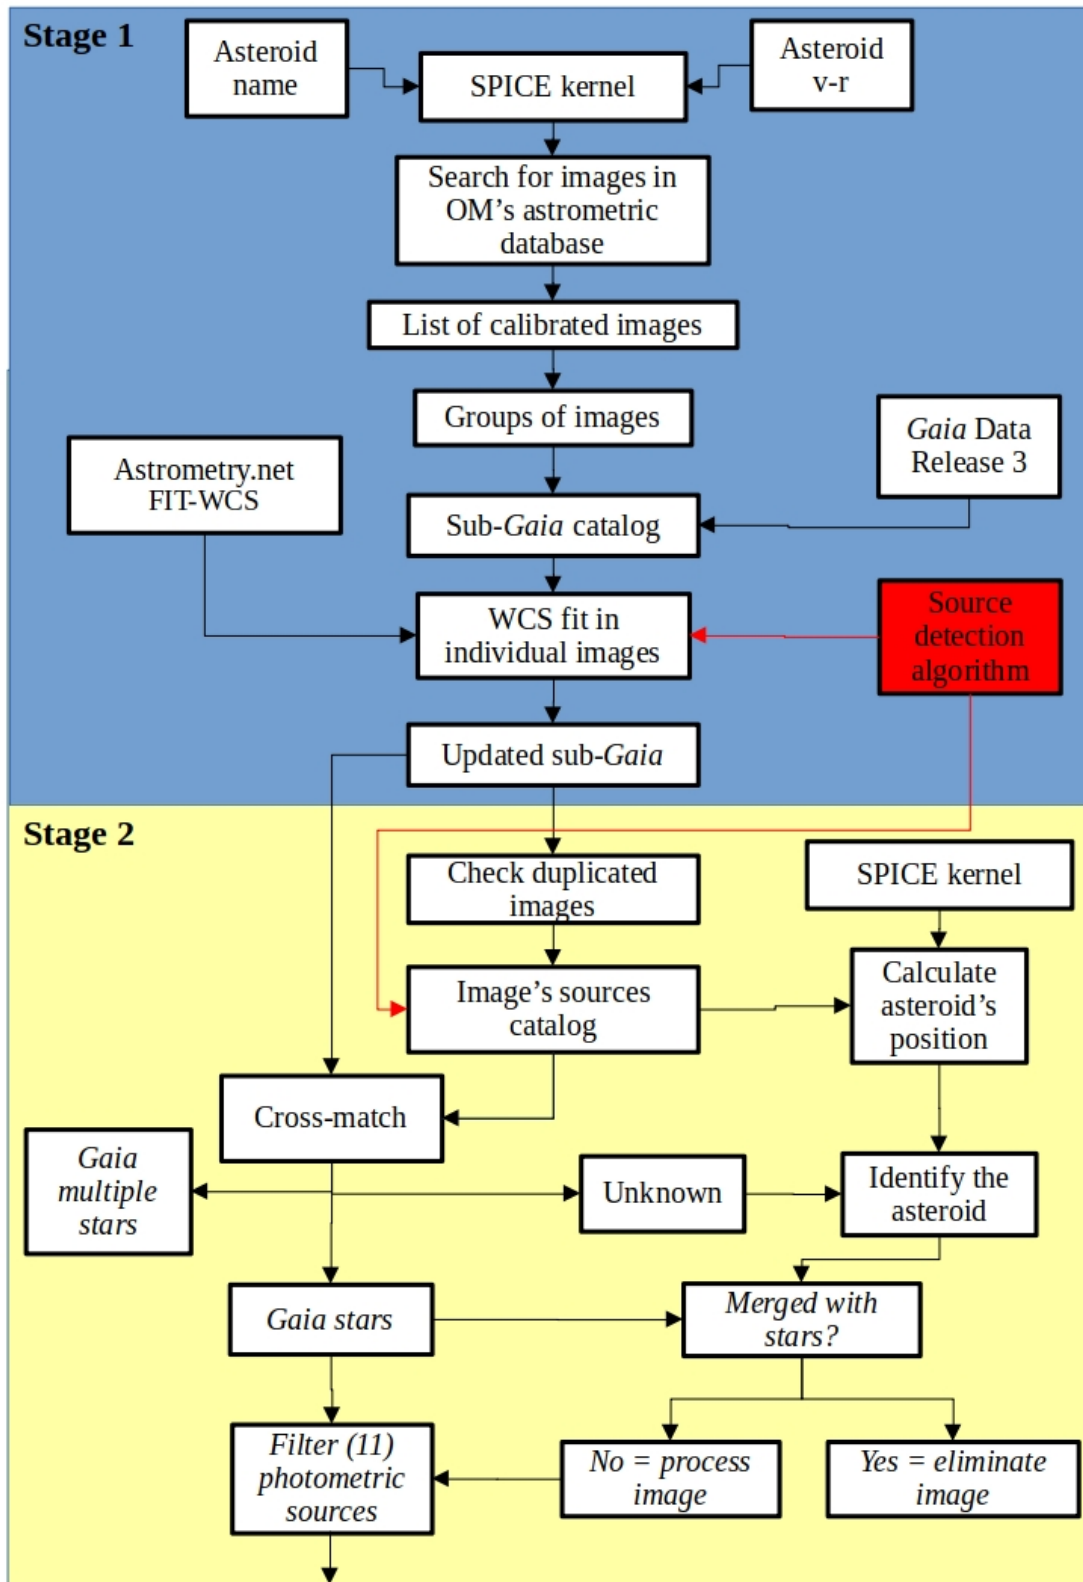 Stage 1
Asteroid
name
SPICE kernel
Asteroid
v-r
Search for images in
OM’s astrometric
database
List of calibrated images
Groups of images
Gaia Data
Release 3
Astrometry.net
FIT-WCS
Sub-Gaia catalog
WCS fit in
individual images
Source
detection
algorithm
Updated sub-Gaia
Stage 2
Check duplicated
images
SPICE kernel
Image’s sources
catalog
Calculate
asteroid’s
position
Cross-match
Gaia
multiple
stars
Unknown
Identify the
asteroid
Gaia stars
Merged with
stars?
Filter (11)
photometric
sources
No = process
image
Yes = eliminate
image